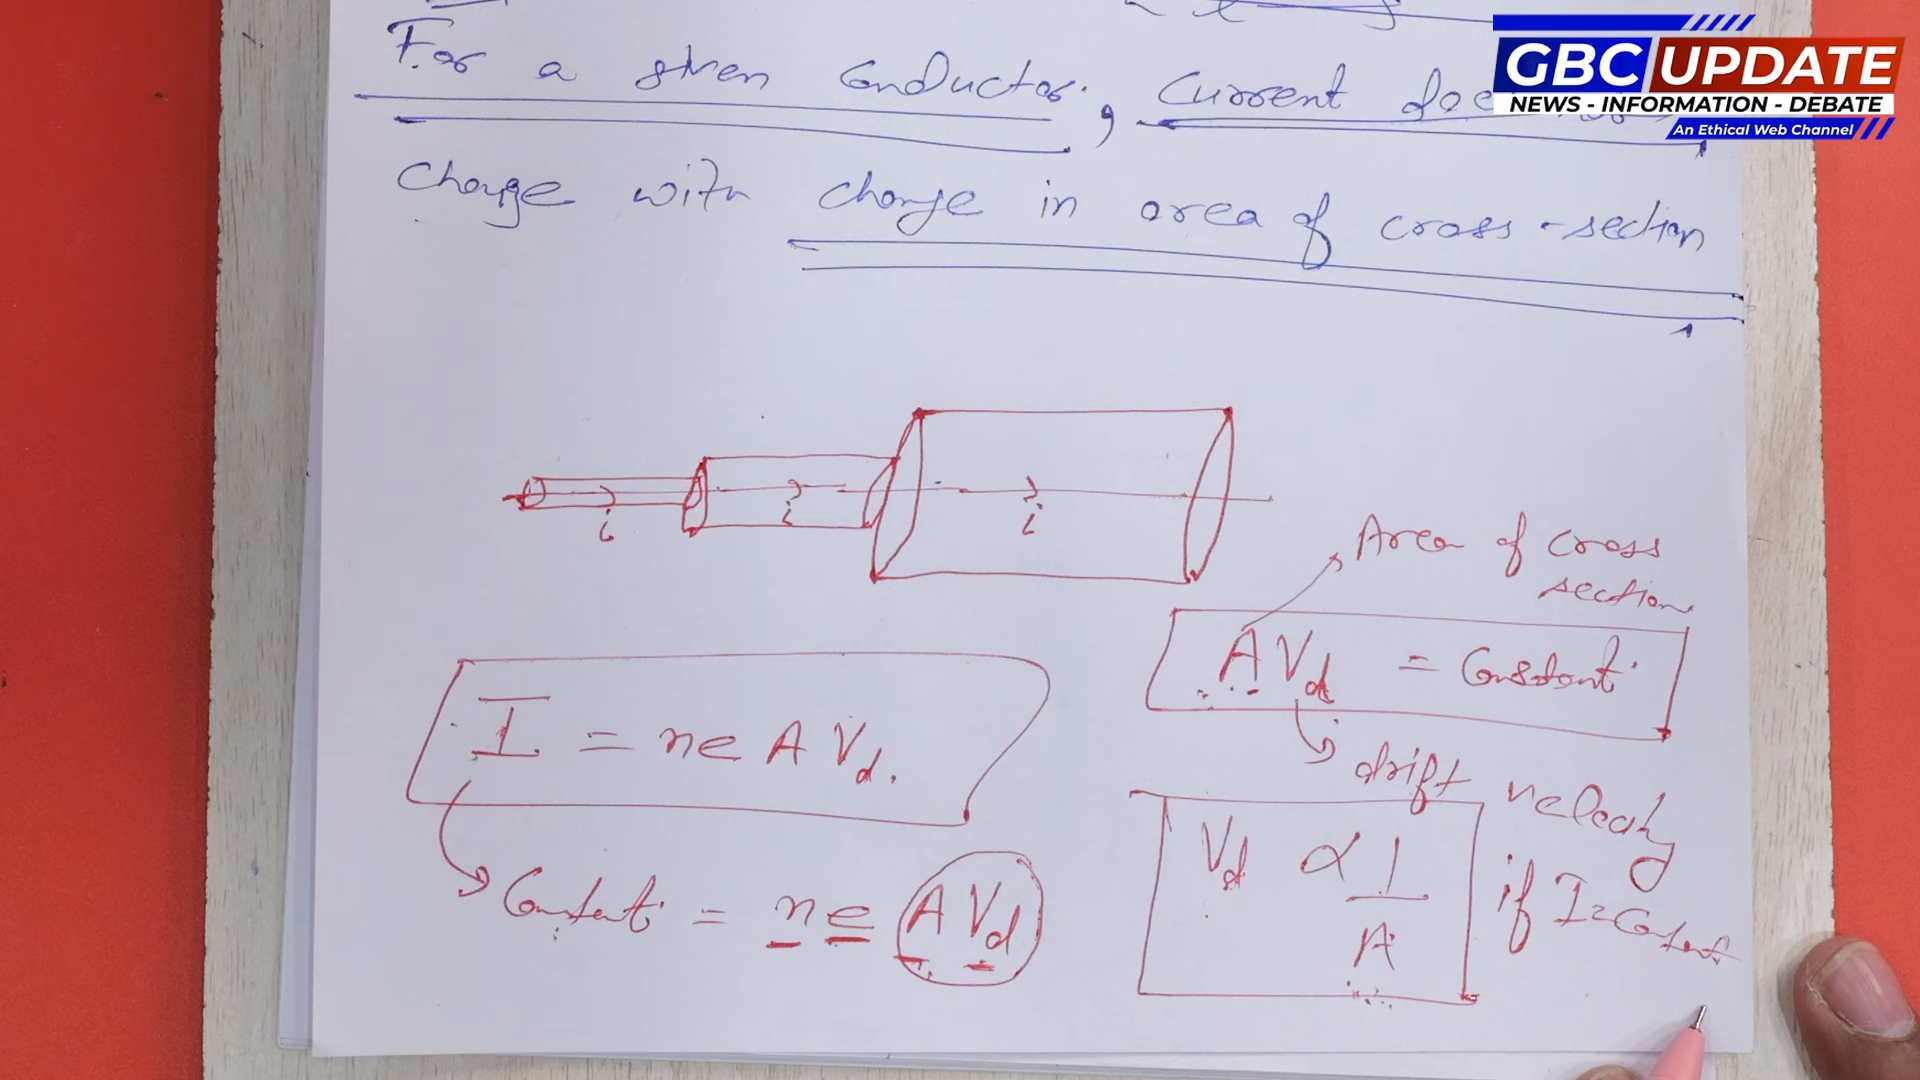 For a given Conductor, Current doe
Change with change in area of cross-section
GBC UPDATE
NEWS - INFORMATION - DEBATE
An Ethical Web Channel
i i i
Area of cross
section
A Vd = Constant
drift velocity
I = neAVd.
Constant = ne AVd
Vd ∝ 1/A
if I = Constant